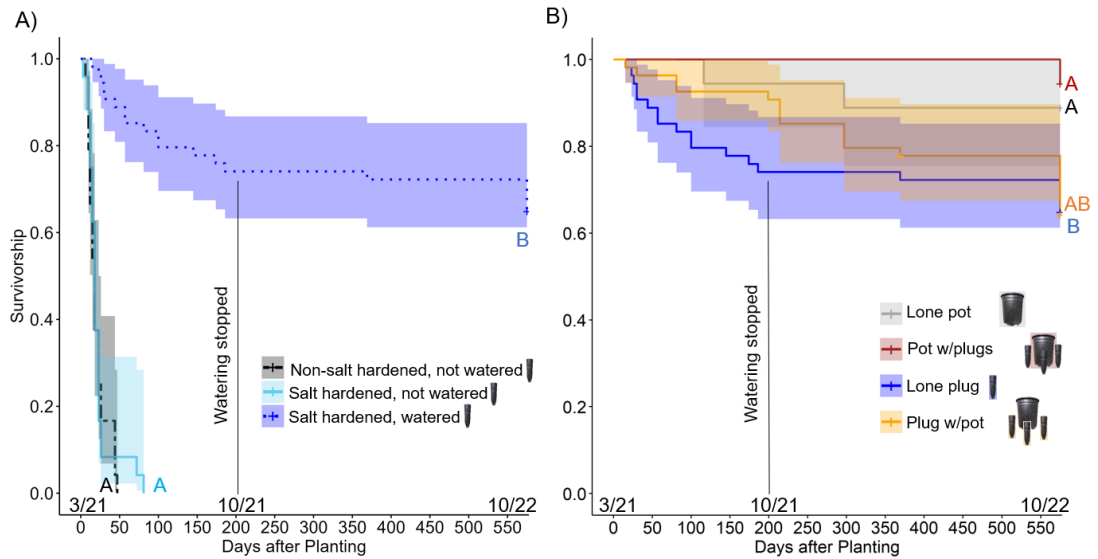 A)
1.0
0.8
0.6
0.4
0.2
0.0
Survivorship
B
Watering stopped
Non-salt hardened, not watered
Salt hardened, not watered
Salt hardened, watered
A
A
3/21
10/21
10/22
0 50 100 150 200 250 300 350 400 450 500 550
Days after Planting
B)
1.0
0.8
0.6
0.4
0.2
0.0
A
A
AB
B
Watering stopped
Lone pot
Pot w/plugs
Lone plug
Plug w/pot
3/21
10/21
10/22
0 50 100 150 200 250 300 350 400 450 500 550
Days after Planting